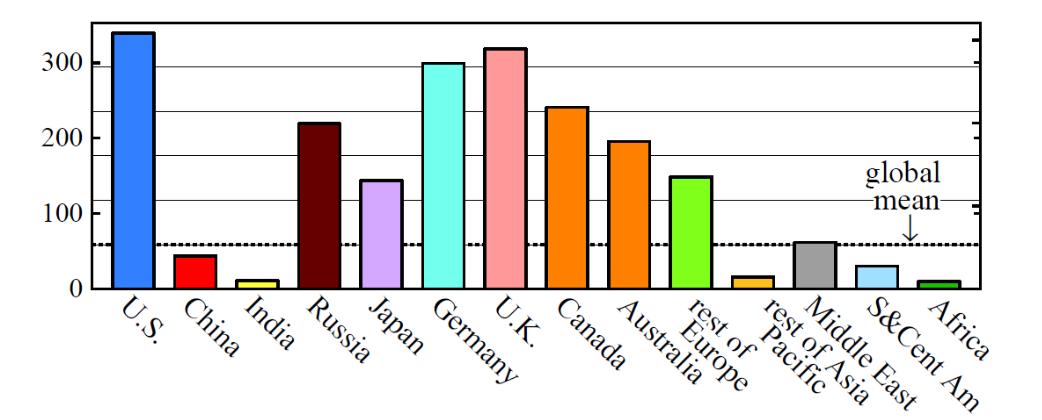 300
200
100
0
global
mean
U.S.
China
India
Russia
Japan
Germany
U.K.
Canada
Australia
rest of
Europe
rest of Asia
Pacific
Middle East
S&Cent Am
Africa